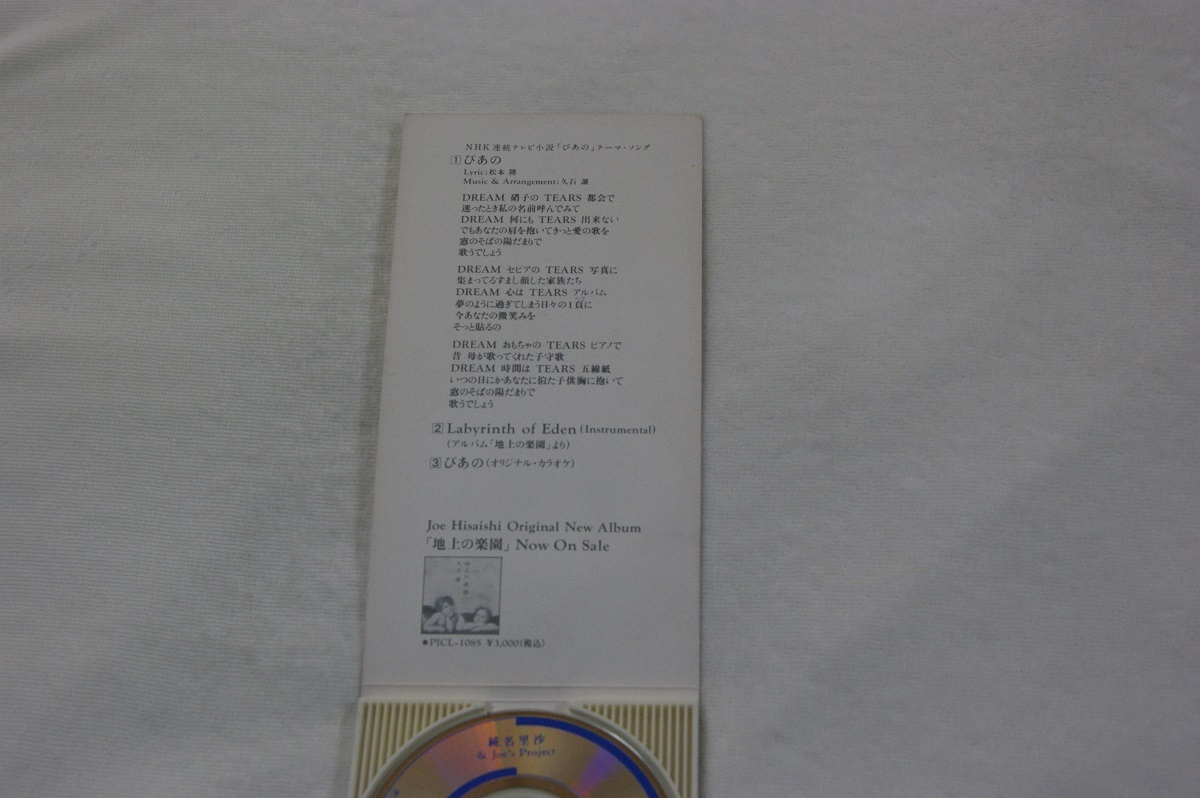 NHK 連続テレビ小説「ぴあの」テーマ・ソング
1 ぴあの
Lyric:松本 隆
Music & Arrangement:久石 譲
DREAM 硝子の TEARS 都会で
迷ったとき私の名前呼んでみて
DREAM 何にも TEARS 出来ない
でもあなたの肩を抱いてきっと愛の歌を
窓のそばの陽だまりで
歌うでしょう
DREAM セピアの TEARS 写真に
集まってるすまし顔した家族たち
DREAM 心は TEARS アルバム
夢のように過ぎてしまう日々の1頁に
今あなたの微笑みを
そっと貼るの
DREAM おもちゃの TEARS ピアノで
昔 母が歌ってくれた子守歌
DREAM 時間は TEARS 五線紙
いつの日にかあなたに似た子供胸に抱いて
窓のそばの陽だまりで
歌うでしょう
2 Labyrinth of Eden (Instrumental)
(アルバム「地上の楽園」より)
3 ぴあの(オリジナル・カラオケ)
Joe Hisaishi Original New Album
「地上の楽園」 Now On Sale
●PICL-1085 ¥3,000(税込)
純名里沙
& Joe's Project